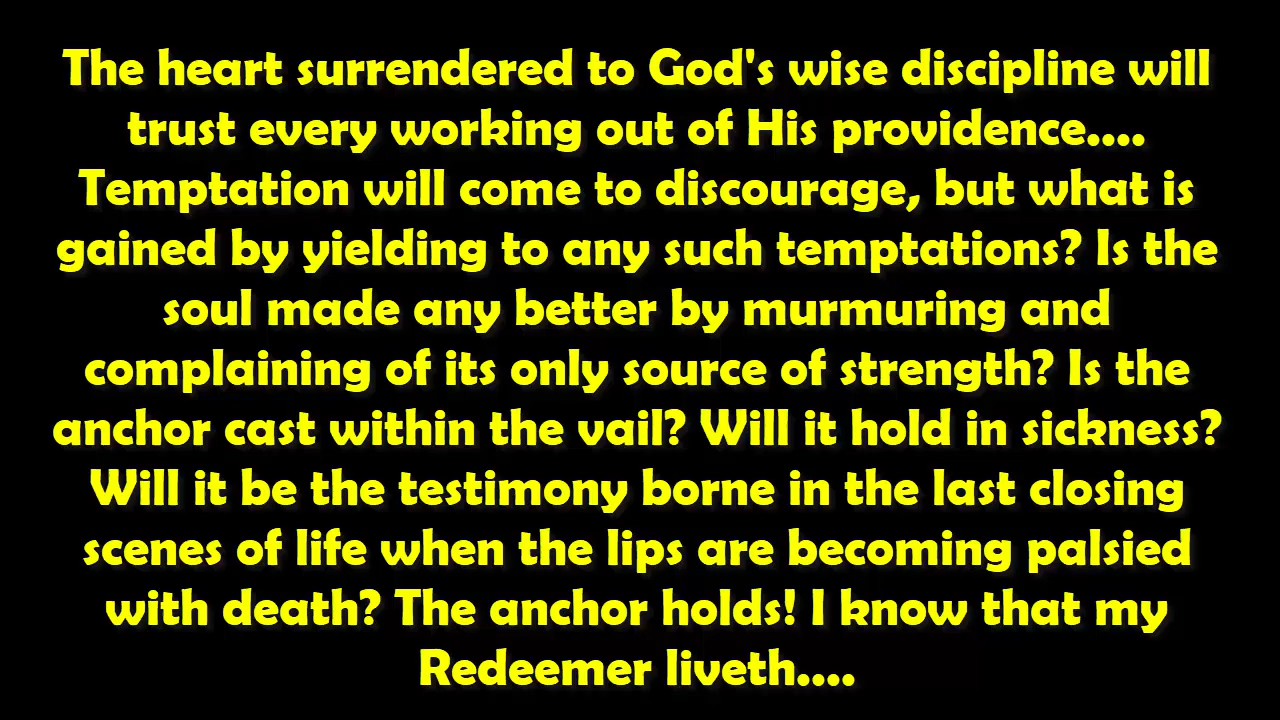 The heart surrendered to God's wise discipline will
trust every working out of His providence....
Temptation will come to discourage, but what is
gained by yielding to any such temptations? Is the
soul made any better by murmuring and
complaining of its only source of strength? Is the
anchor cast within the vail? Will it hold in sickness?
Will it be the testimony borne in the last closing
scenes of life when the lips are becoming palsied
with death? The anchor holds! I know that my
Redeemer liveth....